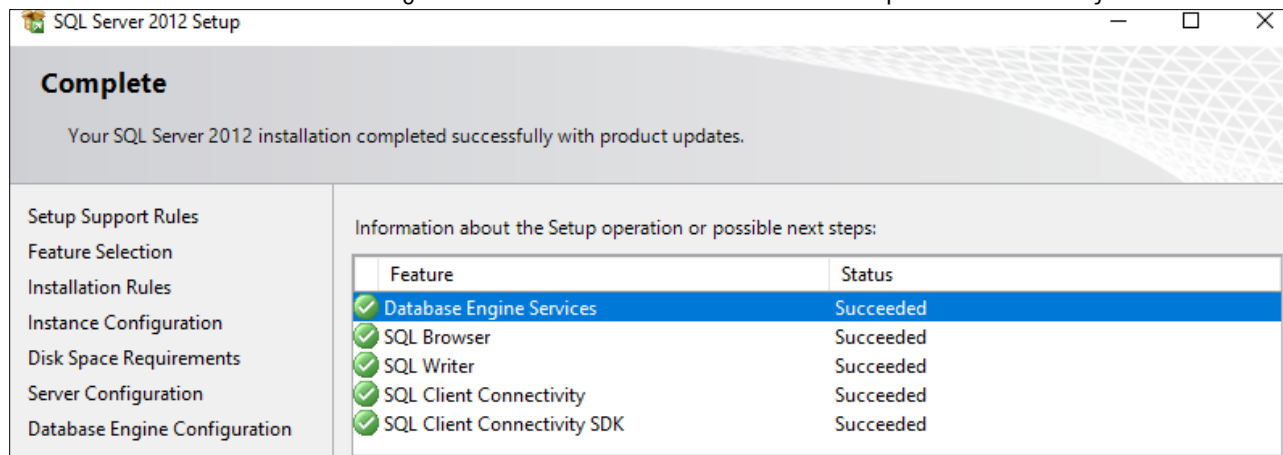 SQL Server 2012 Setup
Complete
Your SQL Server 2012 installation completed successfully with product updates.
Setup Support Rules
Feature Selection
Installation Rules
Instance Configuration
Disk Space Requirements
Server Configuration
Database Engine Configuration
Information about the Setup operation or possible next steps:
Feature Status
Database Engine Services Succeeded
SQL Browser Succeeded
SQL Writer Succeeded
SQL Client Connectivity Succeeded
SQL Client Connectivity SDK Succeeded